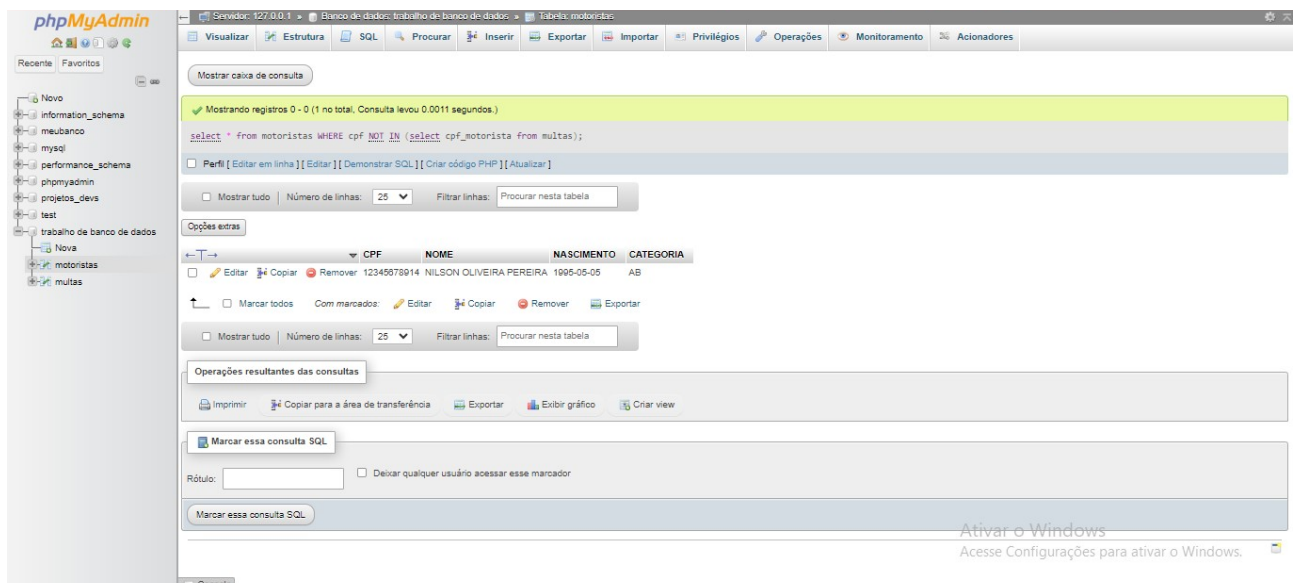 phpMyAdmin
Recente Favoritos
Novo
information_schema
meubanco
mysql
performance_schema
phpmyadmin
projetos_devs
test
trabalho de banco de dados
Nova
motoristas
multas
Servidor: 127.0.0.1 » Banco de dados: trabalho de banco de dados » Tabela: motoristas
Visualizar Estrutura SQL Procurar Inserir Exportar Importar Privilégios Operações Monitoramento Acionadores
Mostrar caixa de consulta
Mostrando registros 0 - 0 (1 no total, Consulta levou 0.0011 segundos.)
select * from motoristas WHERE cpf NOT IN (select cpf_motorista from multas);
Perfil [ Editar em linha ] [ Editar ] [ Demonstrar SQL ] [ Criar código PHP ] [ Atualizar ]
Mostrar tudo | Número de linhas: 25 Filtrar linhas: Procurar nesta tabela
Opções extras
←T→ CPF NOME NASCIMENTO CATEGORIA
Editar Copiar Remover 12345678914 NILSON OLIVEIRA PEREIRA 1995-05-05 AB
Marcar todos Com marcados: Editar Copiar Remover Exportar
Mostrar tudo | Número de linhas: 25 Filtrar linhas: Procurar nesta tabela
Operações resultantes das consultas
Imprimir Copiar para a área de transferência Exportar Exibir gráfico Criar view
Marcar essa consulta SQL
Rótulo: Deixar qualquer usuário acessar esse marcador
Marcar essa consulta SQL
Ativar o Windows
Acesse Configurações para ativar o Windows.